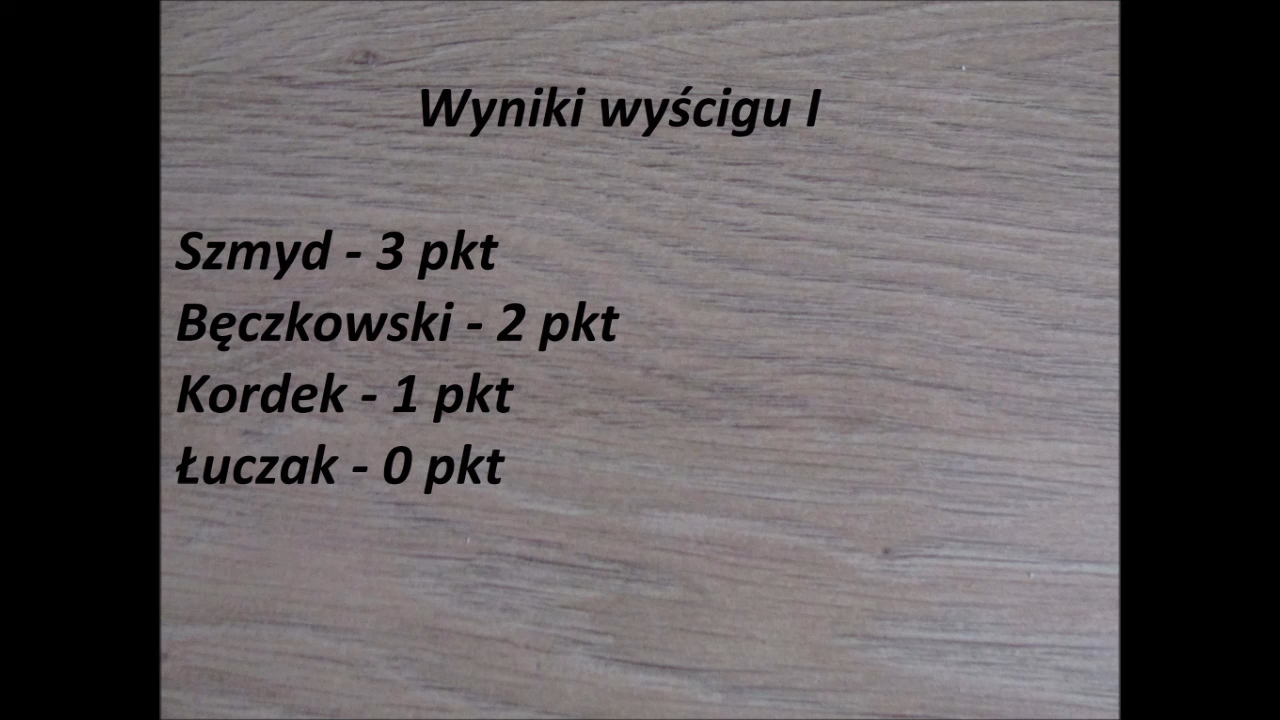 Wyniki wyścigu I
Szmyd - 3 pkt
Bęczkowski - 2 pkt
Kordek - 1 pkt
Łuczak - 0 pkt